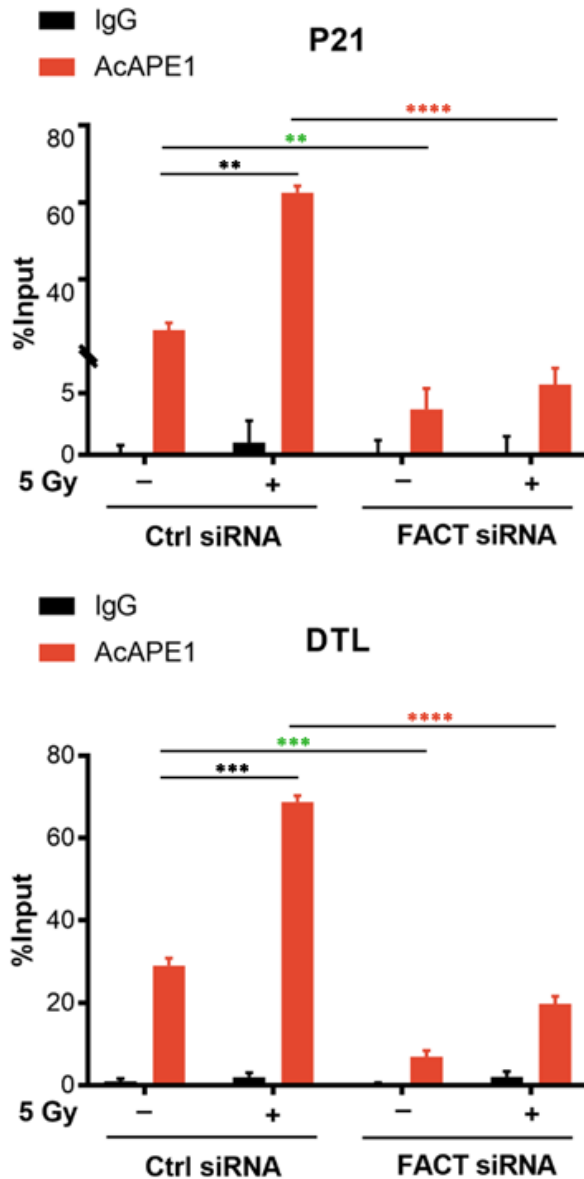 IgG
AcAPE1
P21
****
**
**
80
60
40
5
0
%Input
5 Gy
– + – +
Ctrl siRNA FACT siRNA
IgG
AcAPE1
DTL
****
***
***
80
60
40
20
0
%Input
5 Gy
– + – +
Ctrl siRNA FACT siRNA